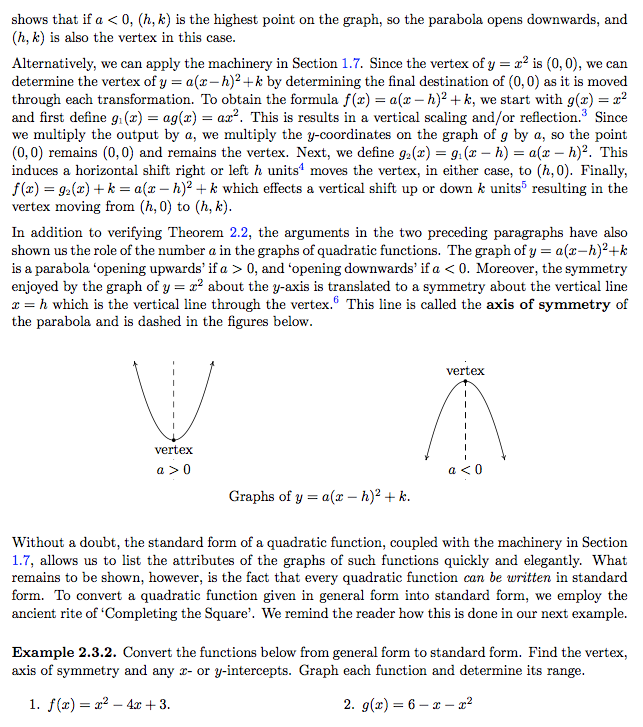 shows that if a < 0, (h, k) is the highest point on the graph, so the parabola opens downwards, and
(h, k) is also the vertex in this case.
Alternatively, we can apply the machinery in Section 1.7. Since the vertex of y = x² is (0, 0), we can
determine the vertex of y = a(x−h)²+k by determining the final destination of (0, 0) as it is moved
through each transformation. To obtain the formula f(x) = a(x − h)² + k, we start with g(x) = x²
and first define g₁(x) = ag(x) = ax². This is results in a vertical scaling and/or reflection.³ Since
we multiply the output by a, we multiply the y-coordinates on the graph of g by a, so the point
(0, 0) remains (0, 0) and remains the vertex. Next, we define g₂(x) = g₁(x − h) = a(x − h)². This
induces a horizontal shift right or left h units⁴ moves the vertex, in either case, to (h, 0). Finally,
f(x) = g₂(x) + k = a(x − h)² + k which effects a vertical shift up or down k units⁵ resulting in the
vertex moving from (h, 0) to (h, k).
In addition to verifying Theorem 2.2, the arguments in the two preceding paragraphs have also
shown us the role of the number a in the graphs of quadratic functions. The graph of y = a(x−h)²+k
is a parabola ‘opening upwards’ if a > 0, and ‘opening downwards’ if a < 0. Moreover, the symmetry
enjoyed by the graph of y = x² about the y-axis is translated to a symmetry about the vertical line
x = h which is the vertical line through the vertex.⁶ This line is called the axis of symmetry of
the parabola and is dashed in the figures below.
vertex
a > 0
vertex
a < 0
Graphs of y = a(x − h)² + k.
Without a doubt, the standard form of a quadratic function, coupled with the machinery in Section
1.7, allows us to list the attributes of the graphs of such functions quickly and elegantly. What
remains to be shown, however, is the fact that every quadratic function can be written in standard
form. To convert a quadratic function given in general form into standard form, we employ the
ancient rite of ‘Completing the Square’. We remind the reader how this is done in our next example.
Example 2.3.2. Convert the functions below from general form to standard form. Find the vertex,
axis of symmetry and any x- or y-intercepts. Graph each function and determine its range.
1. f(x) = x² − 4x + 3. 2. g(x) = 6 − x − x²